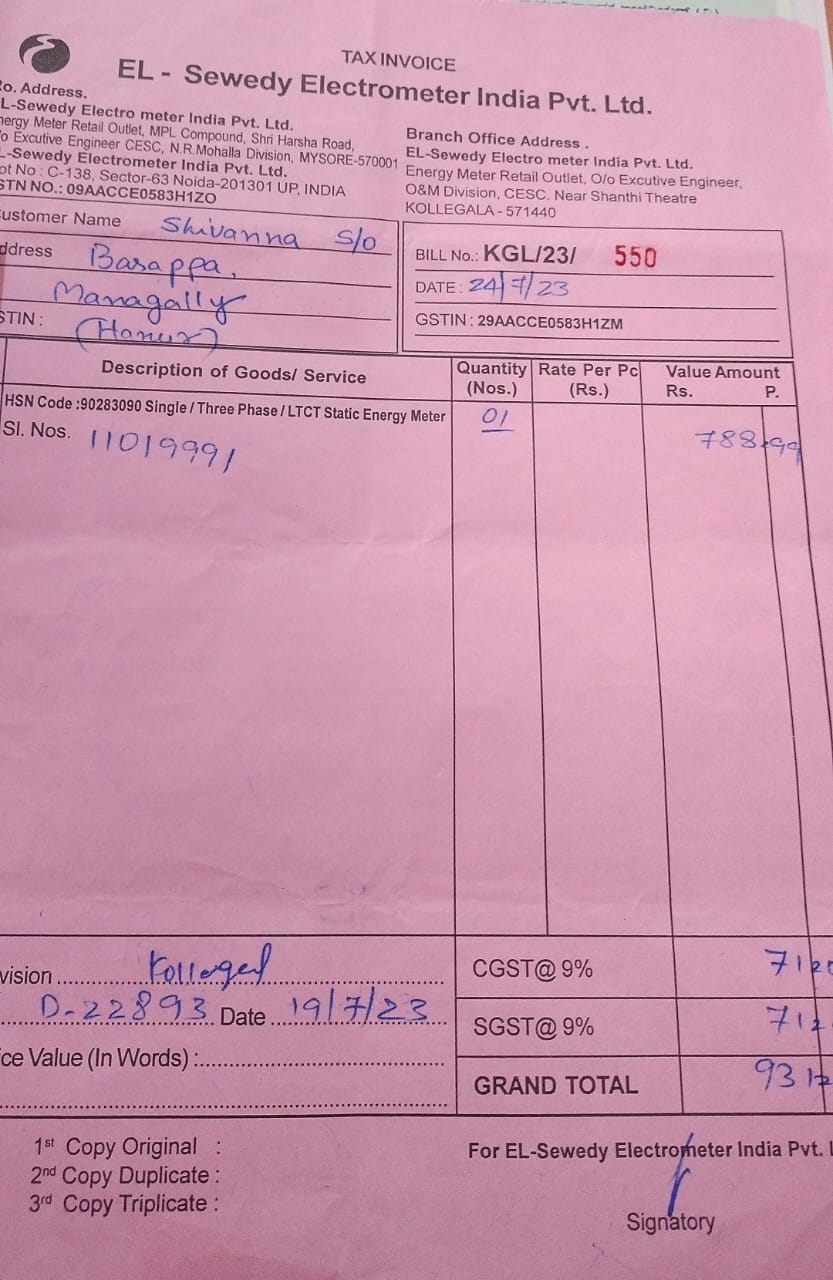 TAX INVOICE
EL - Sewedy Electrometer India Pvt. Ltd.
o. Address.
L-Sewedy Electro meter India Pvt. Ltd.
nergy Meter Retail Outlet, MPL Compound, Shri Harsha Road,
o Excutive Engineer CESC, N.R.Mohalla Division, MYSORE-570001
-Sewedy Electrometer India Pvt. Ltd.
ot No : C-138, Sector-63 Noida-201301 UP, INDIA
STN NO.: 09AACCE0583H1ZO
Branch Office Address .
EL-Sewedy Electro meter India Pvt. Ltd.
Energy Meter Retail Outlet, O/o Excutive Engineer,
O&M Division, CESC. Near Shanthi Theatre
KOLLEGALA - 571440
ustomer Name Shivanna S/o
ddress Basappa,
Managally
STIN : (Hanur)
BILL No.: KGL/23/ 550
DATE : 24/7/23
GSTIN : 29AACCE0583H1ZM
Description of Goods/ Service Quantity (Nos.) Rate Per Pc (Rs.) Value Amount Rs. P.
HSN Code :90283090 Single / Three Phase / LTCT Static Energy Meter 01 788.99
Sl. Nos. 11019991
vision Kollegal
D-22893 Date 19/7/23
ce Value (In Words) :
CGST@ 9% 71
SGST@ 9% 71
GRAND TOTAL 931
1st Copy Original :
2nd Copy Duplicate :
3rd Copy Triplicate :
For EL-Sewedy Electrometer India Pvt.
Signatory